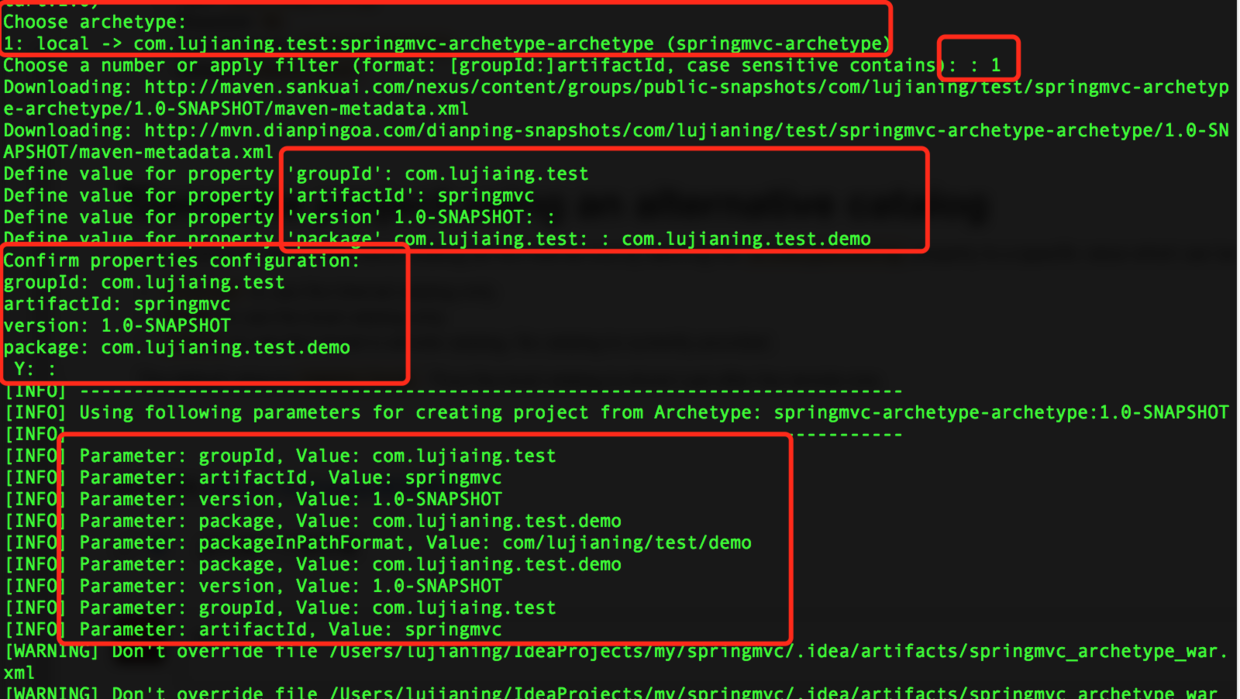 Choose archetype:
1: local -> com.lujianing.test:springmvc-archetype-archetype (springmvc-archetype)
Choose a number or apply filter (format: [groupId:]artifactId, case sensitive contains): : 1
Downloading: http://maven.sankuai.com/nexus/content/groups/public-snapshots/com/lujianing/test/springmvc-archetyp
e-archetype/1.0-SNAPSHOT/maven-metadata.xml
Downloading: http://mvn.dianpingoa.com/dianping-snapshots/com/lujianing/test/springmvc-archetype-archetype/1.0-SN
APSHOT/maven-metadata.xml
Define value for property 'groupId': com.lujiaing.test
Define value for property 'artifactId': springmvc
Define value for property 'version' 1.0-SNAPSHOT: :
Define value for property 'package' com.lujiaing.test: : com.lujianing.test.demo
Confirm properties configuration:
groupId: com.lujiaing.test
artifactId: springmvc
version: 1.0-SNAPSHOT
package: com.lujianing.test.demo
Y: :
[INFO] ----------------------------------------------------------------------------
[INFO] Using following parameters for creating project from Archetype: springmvc-archetype-archetype:1.0-SNAPSHOT
[INFO] ----------------------------------------------------------------------------
[INFO] Parameter: groupId, Value: com.lujiaing.test
[INFO] Parameter: artifactId, Value: springmvc
[INFO] Parameter: version, Value: 1.0-SNAPSHOT
[INFO] Parameter: package, Value: com.lujianing.test.demo
[INFO] Parameter: packageInPathFormat, Value: com/lujianing/test/demo
[INFO] Parameter: package, Value: com.lujianing.test.demo
[INFO] Parameter: version, Value: 1.0-SNAPSHOT
[INFO] Parameter: groupId, Value: com.lujiaing.test
[INFO] Parameter: artifactId, Value: springmvc
[WARNING] Don't override file /Users/lujianing/IdeaProjects/my/springmvc/.idea/artifacts/springmvc_archetype_war.
xml
[WARNING] Don't override file /Users/lujianing/IdeaProjects/my/springmvc/.idea/artifacts/springmvc_archetype_war